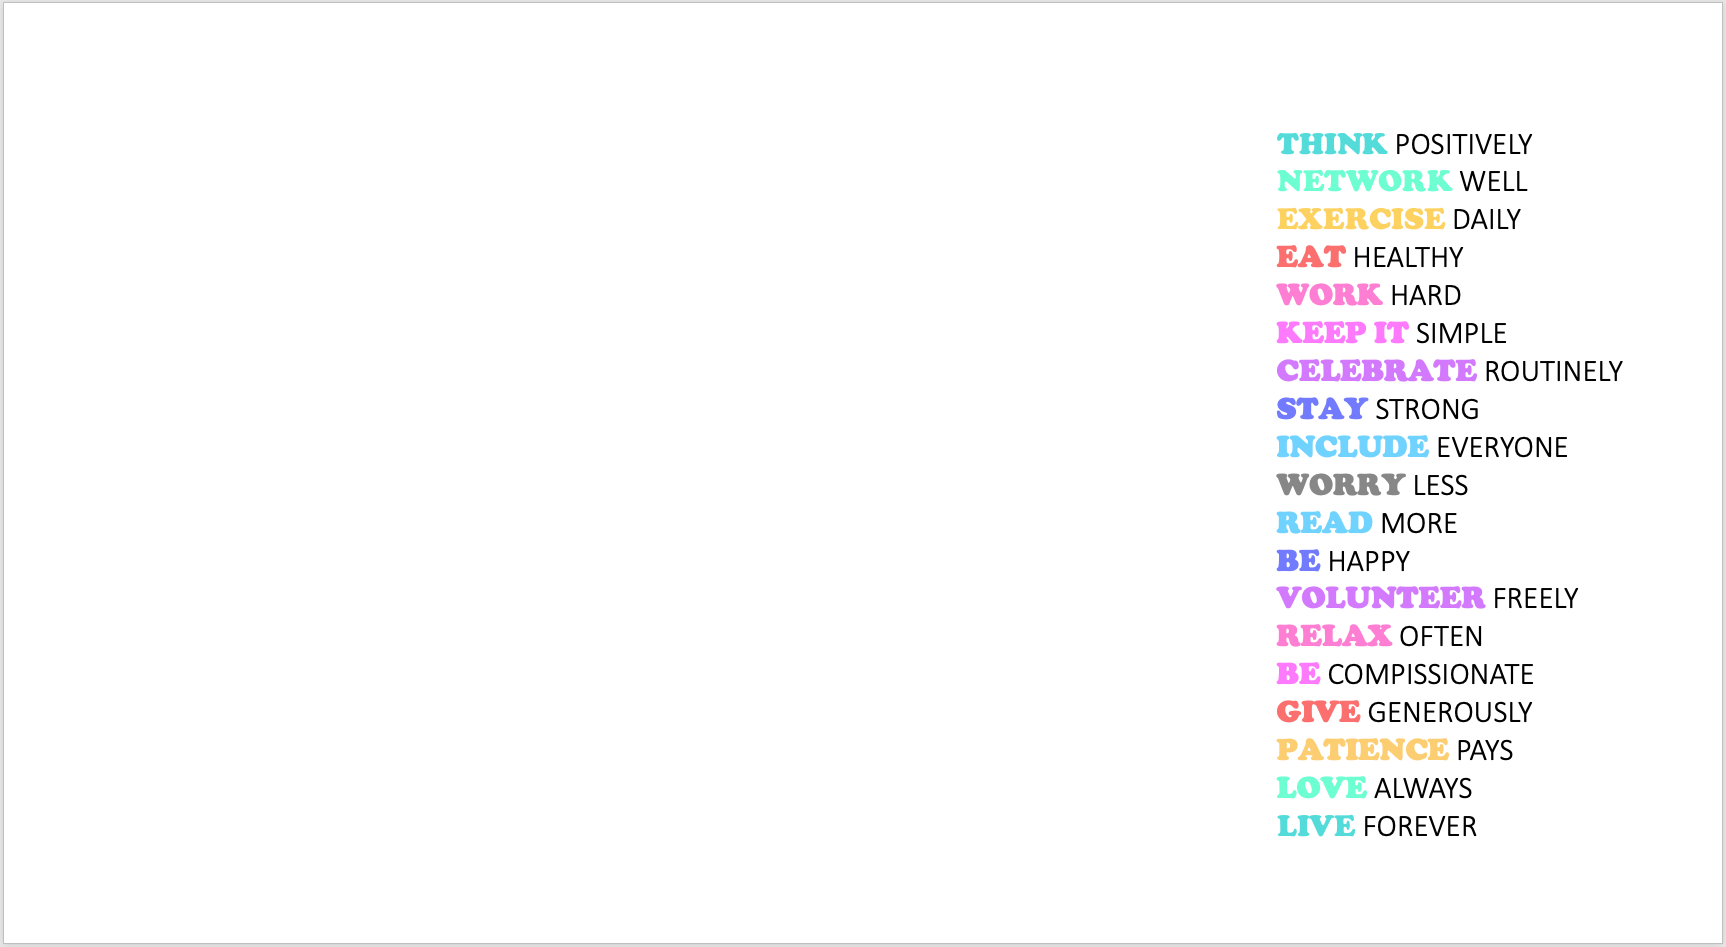 THINK POSITIVELY
NETWORK WELL
EXERCISE DAILY
EAT HEALTHY
WORK HARD
KEEP IT SIMPLE
CELEBRATE ROUTINELY
STAY STRONG
INCLUDE EVERYONE
WORRY LESS
READ MORE
BE HAPPY
VOLUNTEER FREELY
RELAX OFTEN
BE COMPISSIONATE
GIVE GENEROUSLY
PATIENCE PAYS
LOVE ALWAYS
LIVE FOREVER